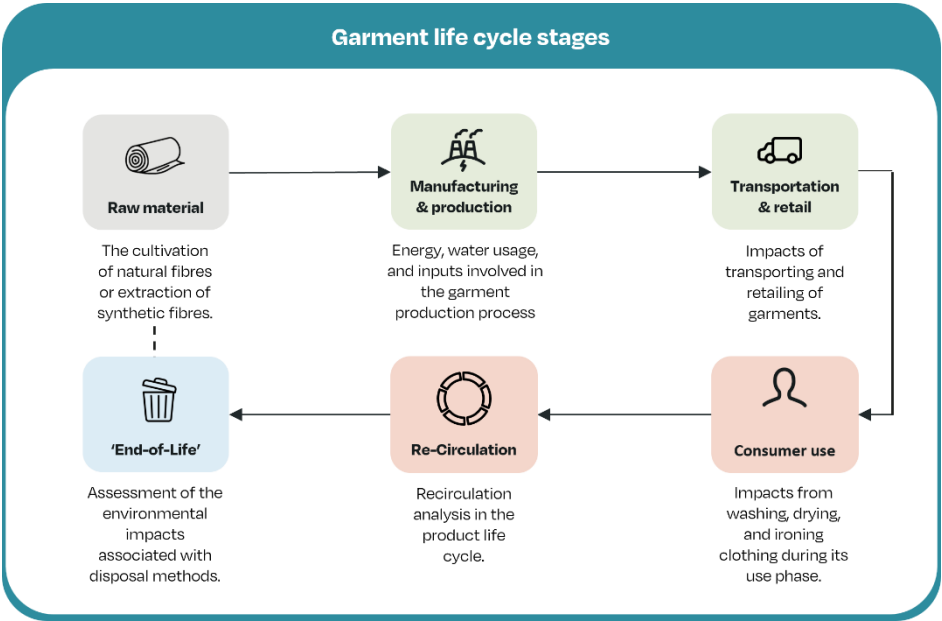 Garment life cycle stages
Raw material
The cultivation
of natural fibres
or extraction of
synthetic fibres.
Manufacturing
& production
Energy, water usage,
and inputs involved in
the garment
production process
Transportation
& retail
Impacts of
transporting and
retailing of
garments.
Consumer use
Impacts from
washing, drying,
and ironing
clothing during its
use phase.
Re-Circulation
Recirculation
analysis in the
product life
cycle.
‘End-of-Life’
Assessment of the
environmental
impacts
associated with
disposal methods.